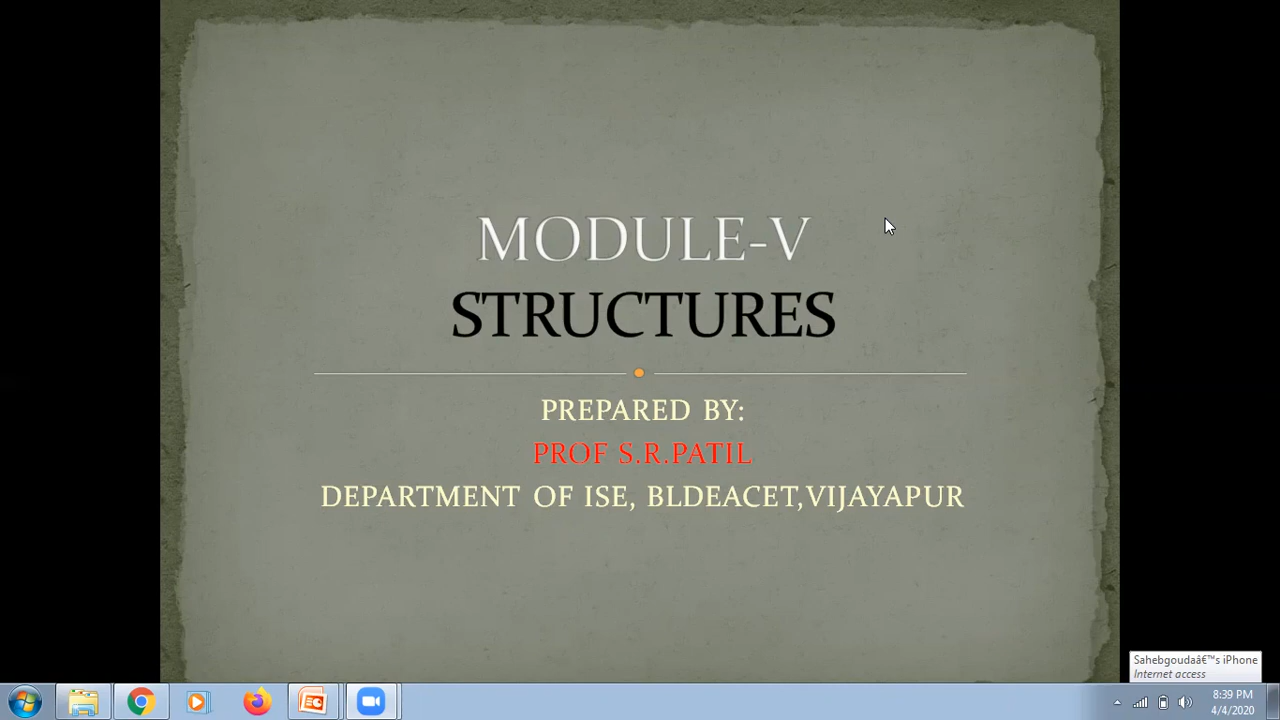 MODULE-V
STRUCTURES
PREPARED BY:
PROF S.R.PATIL
DEPARTMENT OF ISE, BLDEACET,VIJAYAPUR
Sahebgoudaâ€™s iPhone
Internet access
8:39 PM
4/4/2020